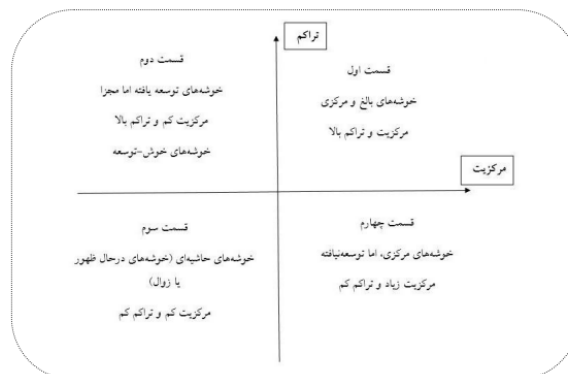 تراکم
قسمت اول
خوشه‌های بالغ و مرکزی
مرکزیت و تراکم بالا
قسمت دوم
خوشه‌های توسعه یافته اما مجزا
مرکزیت کم و تراکم بالا
خوشه‌های خوش-توسعه
مرکزیت
قسمت سوم
خوشه‌های حاشیه‌ای (خوشه‌های درحال ظهور
یا زوال)
مرکزیت کم و تراکم کم
قسمت چهارم
خوشه‌های مرکزی، اما توسعه‌نیافته
مرکزیت زیاد و تراکم کم